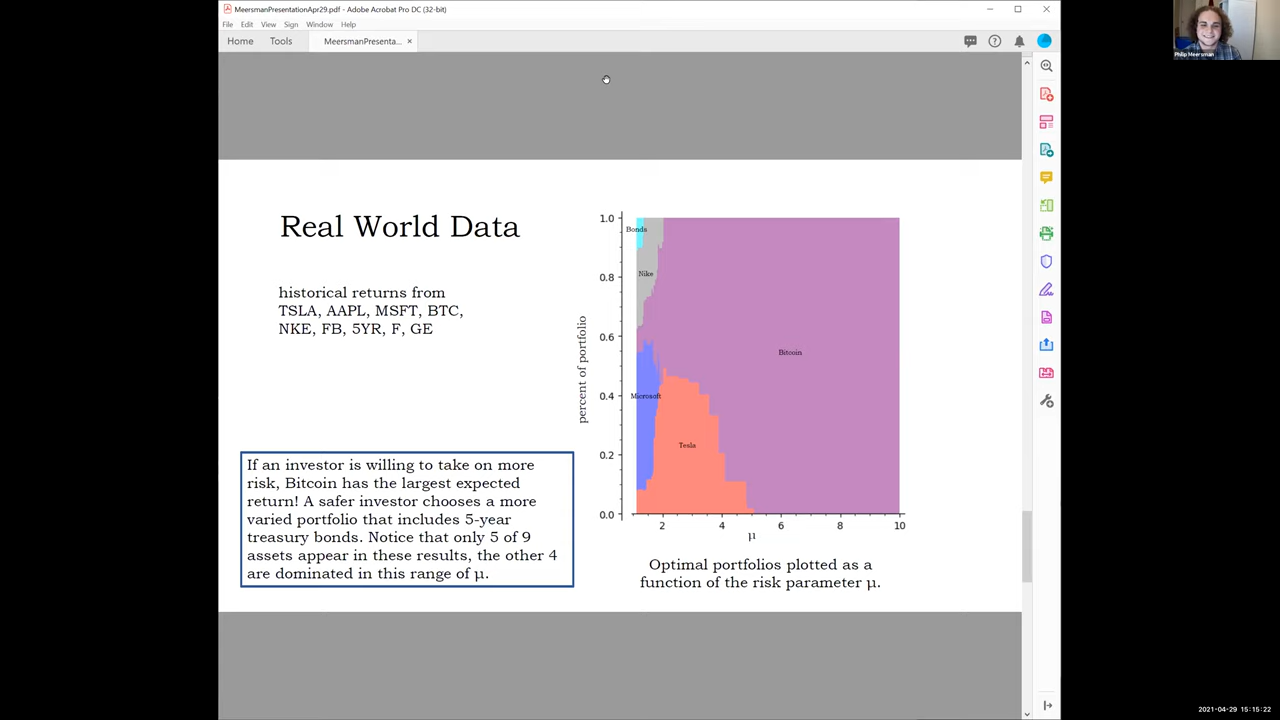 MeersmanPresentationApr29.pdf - Adobe Acrobat Pro DC (32-bit)
File Edit View Sign Window Help
Home Tools MeersmanPresenta... ×
Philip Meersman
Real World Data
historical returns from
TSLA, AAPL, MSFT, BTC,
NKE, FB, 5YR, F, GE
If an investor is willing to take on more
risk, Bitcoin has the largest expected
return! A safer investor chooses a more
varied portfolio that includes 5-year
treasury bonds. Notice that only 5 of 9
assets appear in these results, the other 4
are dominated in this range of µ.
percent of portfolio
1.0
0.8
0.6
0.4
0.2
0.0
Bonds
Nike
Bitcoin
Microsoft
Tesla
2 4 6 8 10
µ
Optimal portfolios plotted as a
function of the risk parameter µ.
2021-04-29 15:15:22